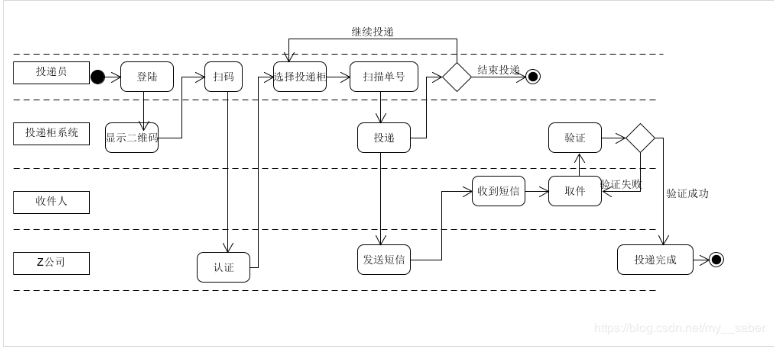 继续投递
投递员
登陆
扫码
选择投递柜
扫描单号
结束投递
投递柜系统
显示二维码
投递
验证
收件人
收到短信
取件
验证失败
验证成功
Z公司
认证
发送短信
投递完成
https://blog.csdn.net/my__saber